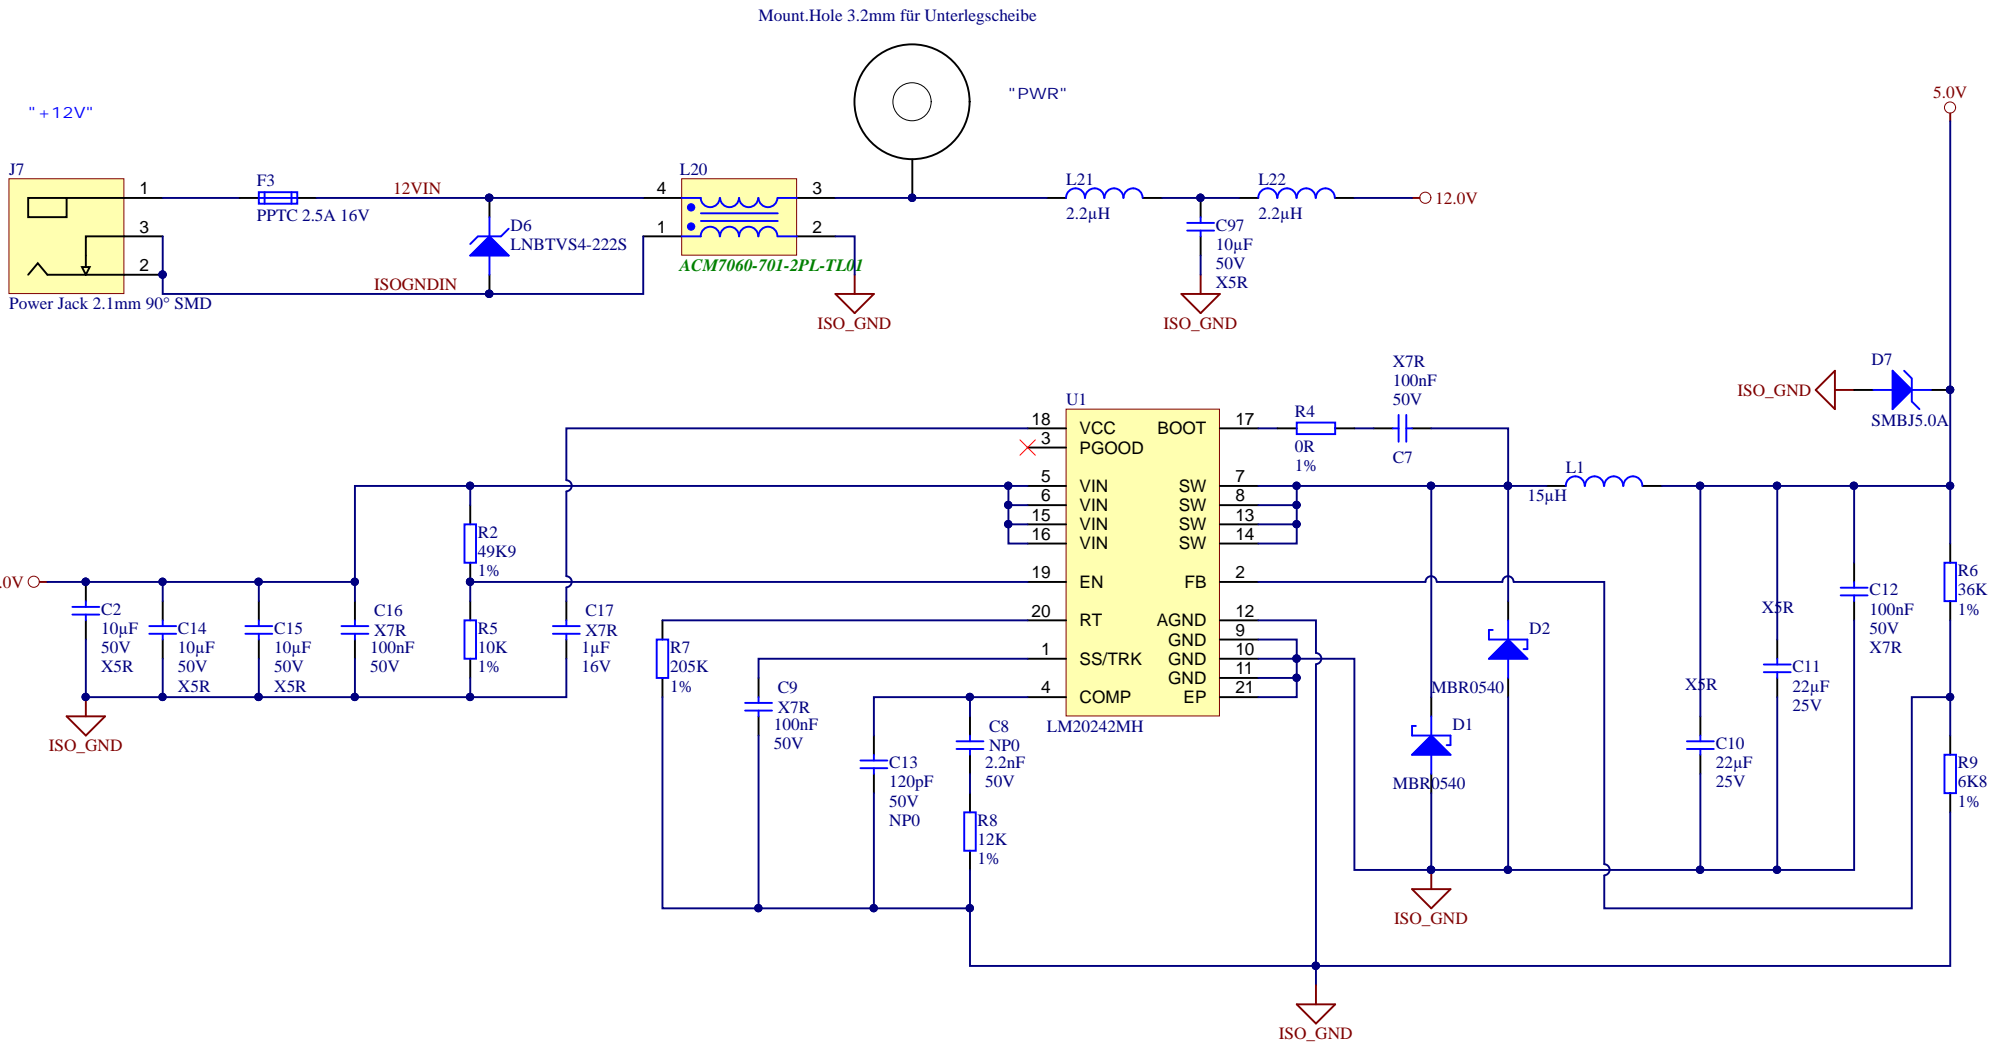 Mount.Hole 3.2mm für Unterlegscheibe
"+12V"
"PWR"
5.0V
J7
1
3
2
Power Jack 2.1mm 90° SMD
F3
PPTC 2.5A 16V
12VIN
ISOGNDIN
D6
LNBTVS4-222S
L20
4
1
3
2
ACM7060-701-2PL-TL01
ISO_GND
L21
2.2µH
C97
10µF
50V
X5R
ISO_GND
L22
2.2µH
12.0V
D7
ISO_GND
SMBJ5.0A
X7R
100nF
50V
C7
R4
0R
1%
U1
18
VCC
3
PGOOD
5
VIN
6
VIN
15
VIN
16
VIN
19
EN
20
RT
1
SS/TRK
4
COMP
BOOT
17
SW
7
SW
8
SW
13
SW
14
FB
2
AGND
12
GND
9
GND
10
GND
11
EP
21
LM20242MH
L1
15µH
.0V
C2
10µF
50V
X5R
C14
10µF
50V
X5R
C15
10µF
50V
X5R
C16
X7R
100nF
50V
R2
49K9
1%
R5
10K
1%
C17
X7R
1µF
16V
ISO_GND
R7
205K
1%
C9
X7R
100nF
50V
C13
120pF
50V
NP0
C8
NP0
2.2nF
50V
R8
12K
1%
D2
MBR0540
D1
MBR0540
ISO_GND
X5R
C10
22µF
25V
X5R
C11
22µF
25V
C12
100nF
50V
X7R
R6
36K
1%
R9
6K8
1%
ISO_GND